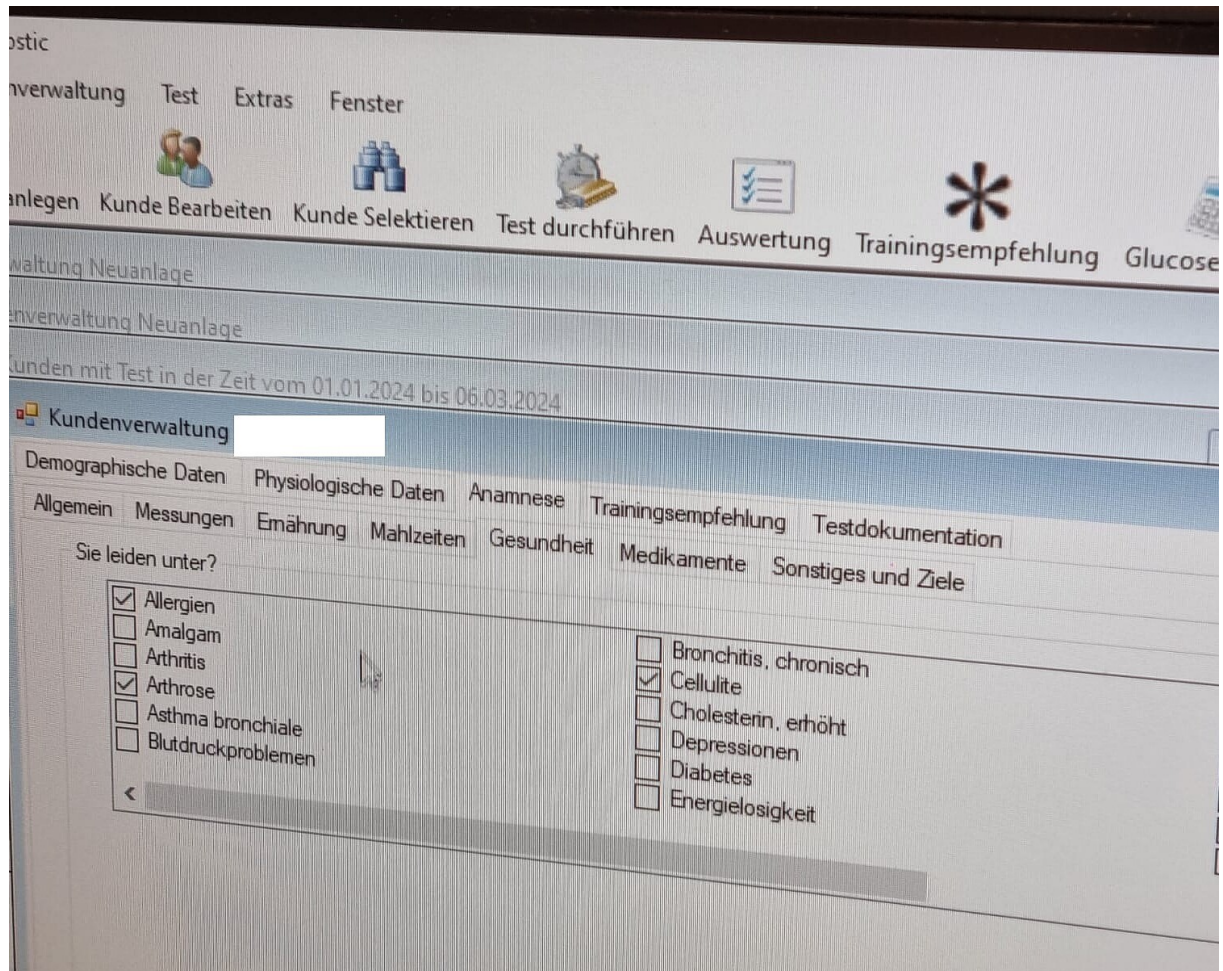 ostic
nverwaltung Test Extras Fenster
anlegen Kunde Bearbeiten Kunde Selektieren Test durchführen Auswertung Trainingsempfehlung Glucose
waltung Neuanlage
enverwaltung Neuanlage
Kunden mit Test in der Zeit vom 01.01.2024 bis 06.03.2024
Kundenverwaltung
Demographische Daten Physiologische Daten Anamnese Trainingsempfehlung Testdokumentation
Allgemein Messungen Ernährung Mahlzeiten Gesundheit Medikamente Sonstiges und Ziele
Sie leiden unter?
Allergien
Amalgam
Arthritis
Arthrose
Asthma bronchiale
Blutdruckproblemen
Bronchitis, chronisch
Cellulite
Cholesterin, erhöht
Depressionen
Diabetes
Energielosigkeit